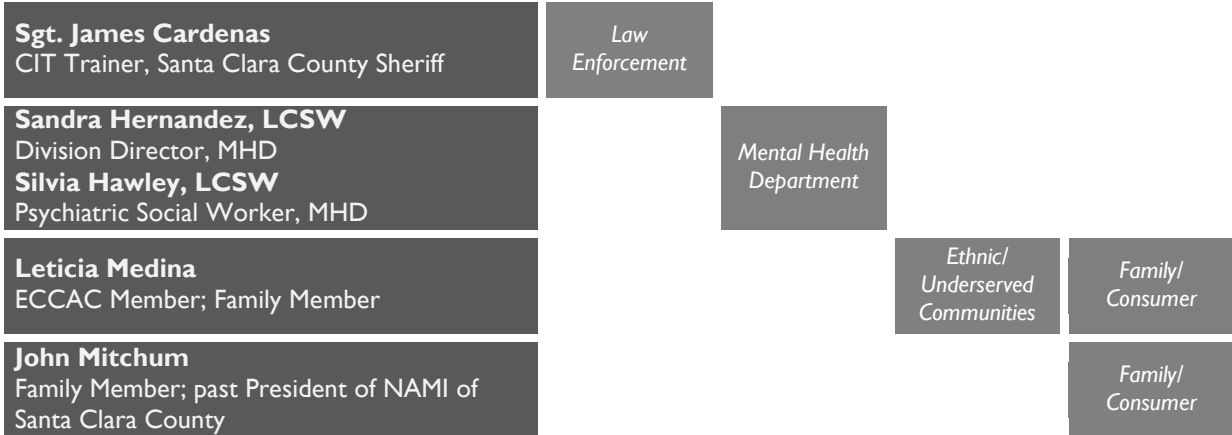 Sgt. James Cardenas
CIT Trainer, Santa Clara County Sheriff
Law
Enforcement
Sandra Hernandez, LCSW
Division Director, MHD
Silvia Hawley, LCSW
Psychiatric Social Worker, MHD
Mental Health
Department
Leticia Medina
ECCAC Member; Family Member
Ethnic/
Underserved
Communities
Family/
Consumer
John Mitchum
Family Member; past President of NAMI of
Santa Clara County
Family/
Consumer